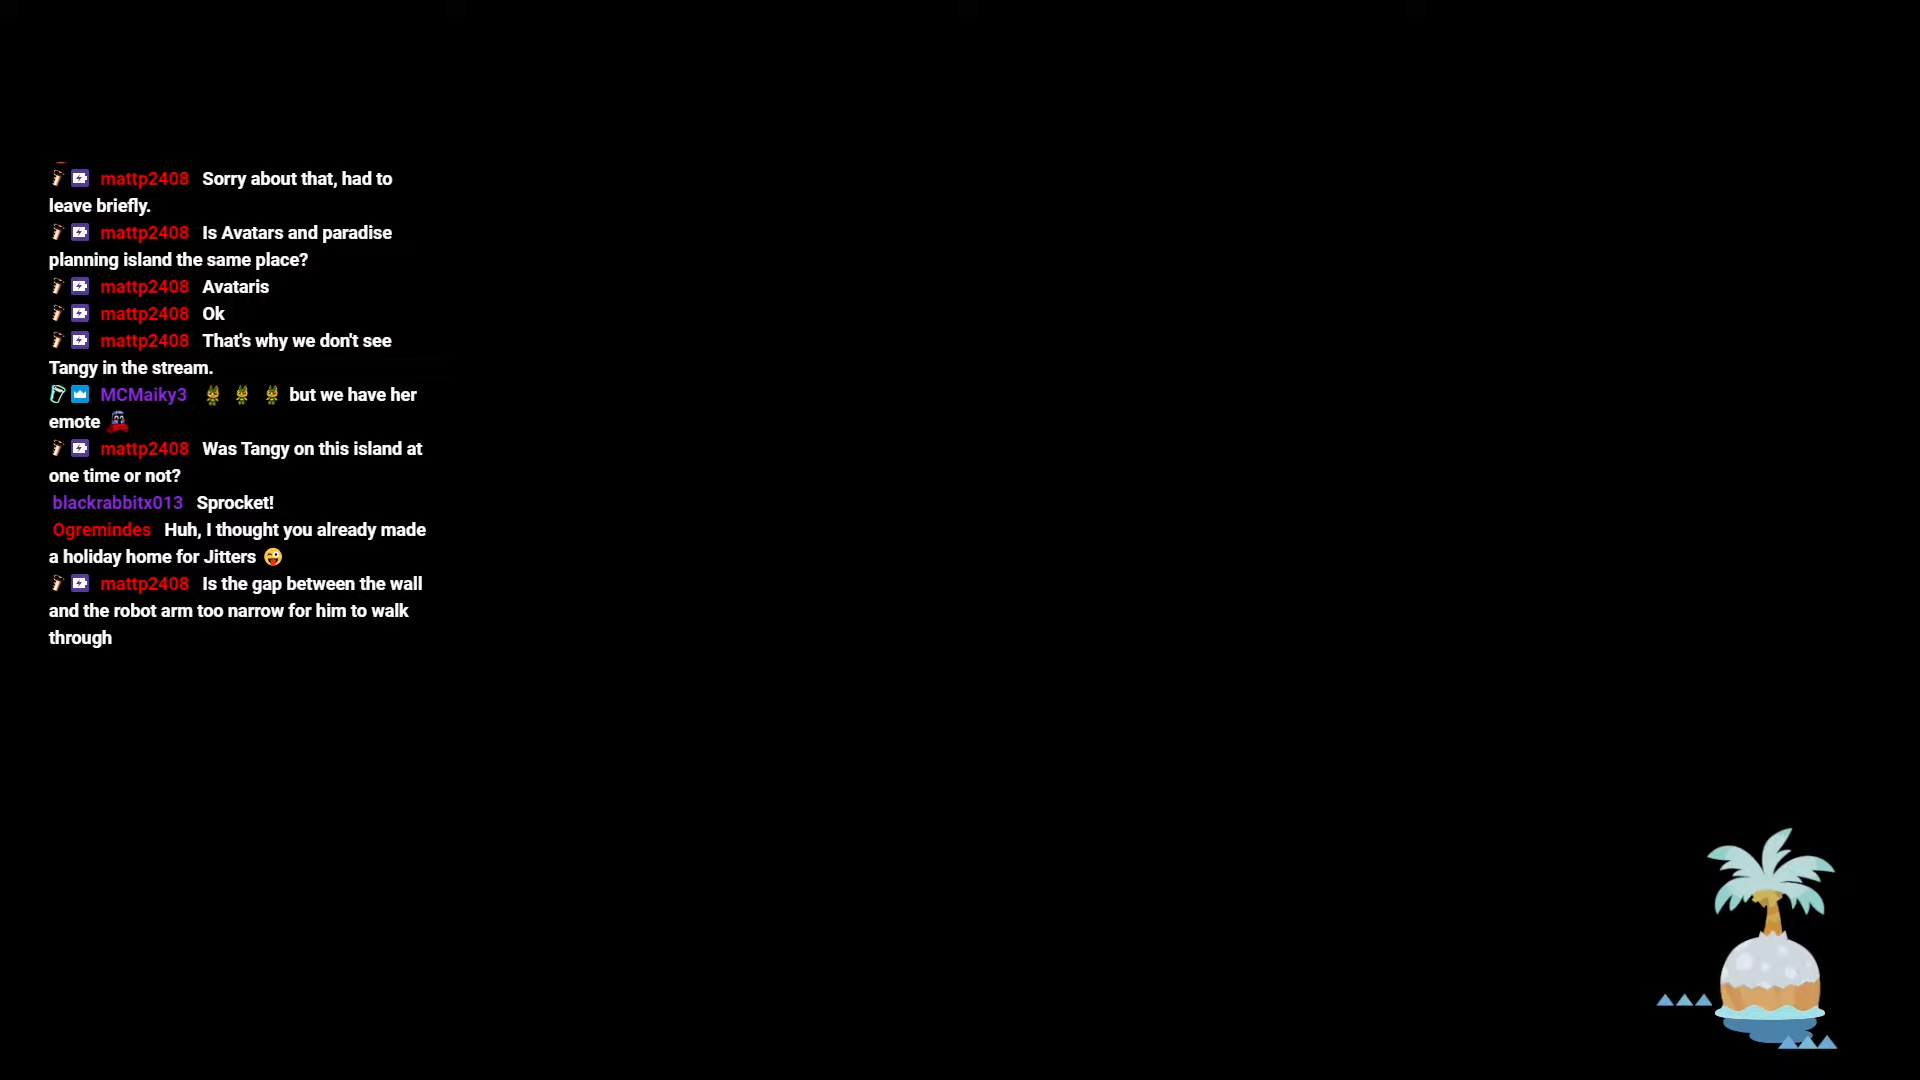 mattp2408 Sorry about that, had to
leave briefly.
mattp2408 Is Avatars and paradise
planning island the same place?
mattp2408 Avataris
mattp2408 Ok
mattp2408 That's why we don't see
Tangy in the stream.
MCMaiky3 but we have her
emote
mattp2408 Was Tangy on this island at
one time or not?
blackrabbitx013 Sprocket!
Ogremindes Huh, I thought you already made
a holiday home for Jitters 😜
mattp2408 Is the gap between the wall
and the robot arm too narrow for him to walk
through